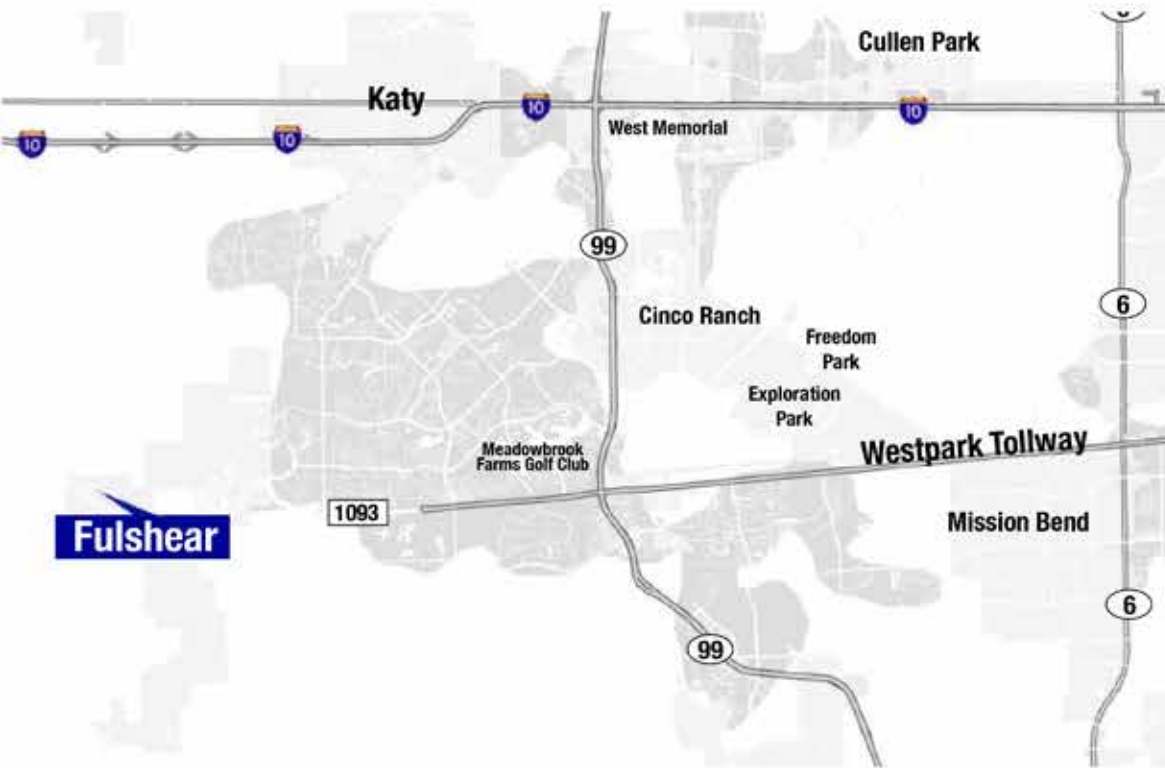 Cullen Park
Katy
10
10
West Memorial
10
10
99
6
Cinco Ranch
Freedom
Park
Exploration
Park
Westpark Tollway
Meadowbrook
Farms Golf Club
1093
Mission Bend
Fulshear
6
99